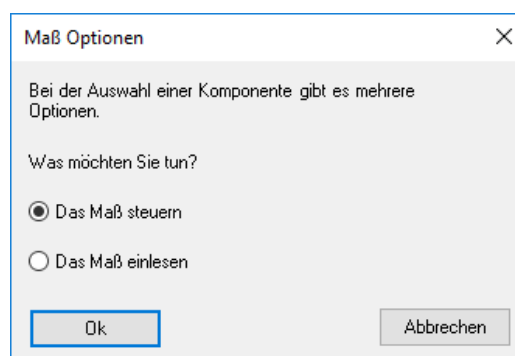 Maß Optionen
Bei der Auswahl einer Komponente gibt es mehrere
Optionen.
Was möchten Sie tun?
Das Maß steuern
Das Maß einlesen
Ok
Abbrechen